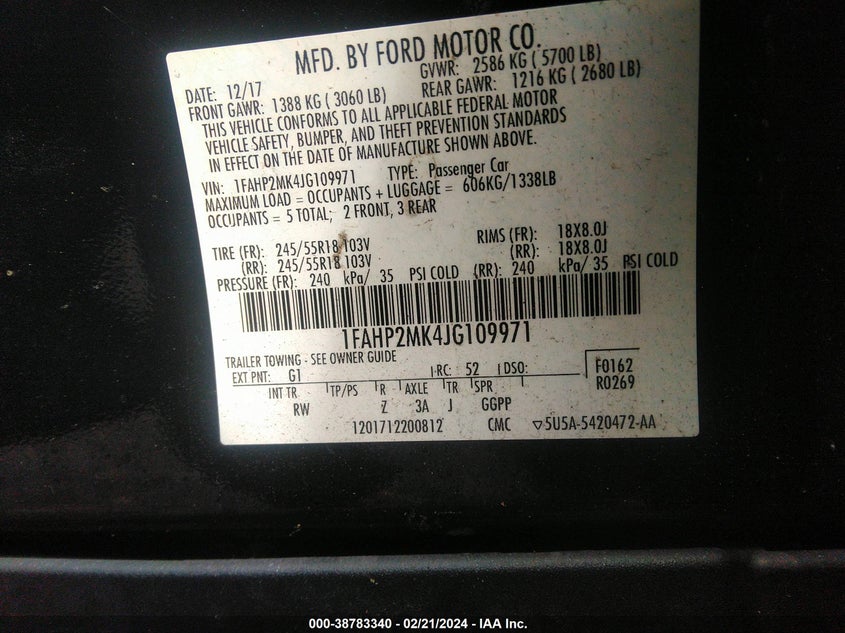 MFD. BY FORD MOTOR CO.
DATE: 12/17 GVWR: 2586 KG ( 5700 LB)
FRONT GAWR: 1388 KG ( 3060 LB) REAR GAWR: 1216 KG ( 2680 LB)
THIS VEHICLE CONFORMS TO ALL APPLICABLE FEDERAL MOTOR
VEHICLE SAFETY, BUMPER, AND THEFT PREVENTION STANDARDS
IN EFFECT ON THE DATE OF MANUFACTURE SHOWN ABOVE.
VIN: 1FAHP2MK4JG109971 TYPE: Passenger Car
MAXIMUM LOAD = OCCUPANTS + LUGGAGE = 606KG/1338LB
OCCUPANTS = 5 TOTAL; 2 FRONT, 3 REAR
TIRE (FR): 245/55R18 103V RIMS (FR): 18X8.0J
(RR): 245/55R18 103V (RR): 18X8.0J
PRESSURE (FR): 240 kPa/ 35 PSI COLD (RR): 240 kPa/ 35 PSI COLD
1FAHP2MK4JG109971
TRAILER TOWING - SEE OWNER GUIDE
EXT PNT: G1 RC: 52 DSO: F0162
R0269
INT TR TP/PS R AXLE TR SPR
RW Z 3A J GGPP
1201712200812 CMC ▽5U5A-5420472-AA
000-38783340 - 02/21/2024 - IAA Inc.